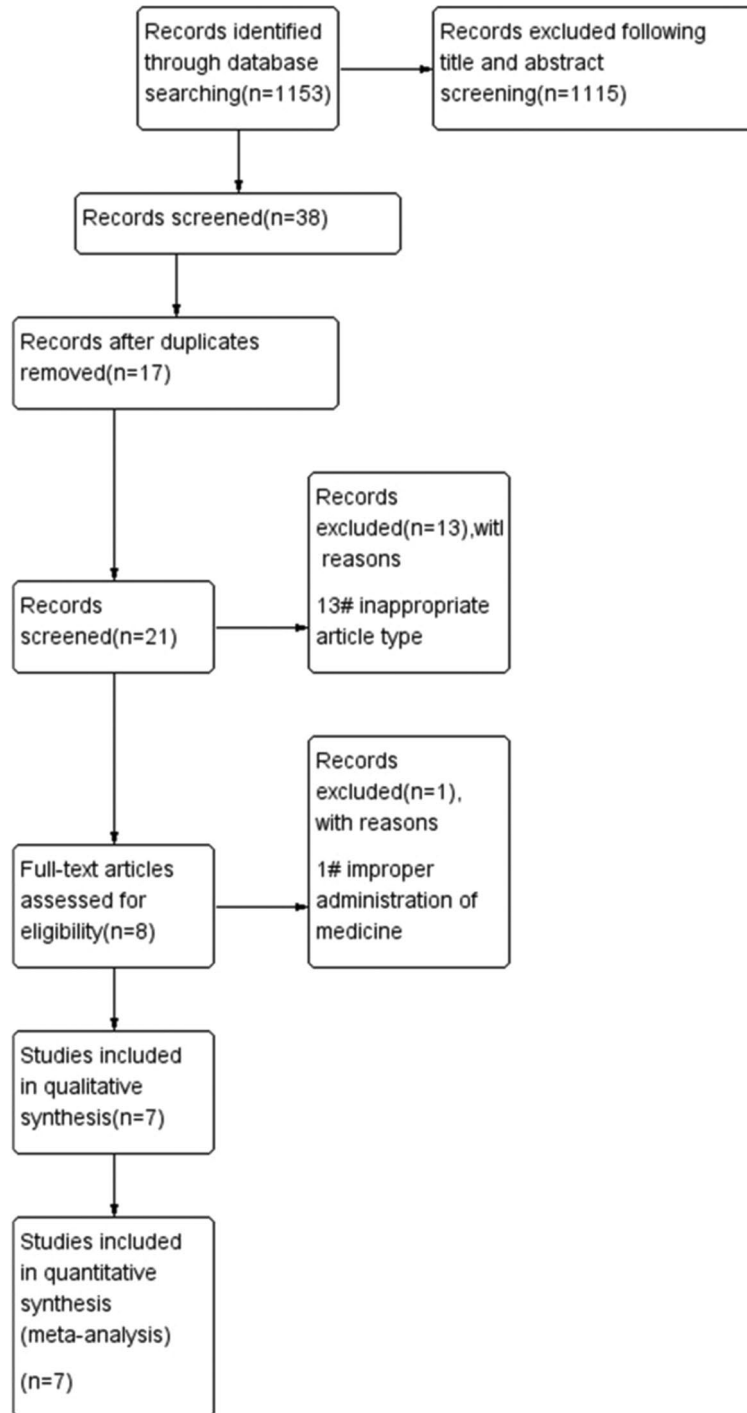 Records identified
through database
searching(n=1153)
Records excluded following
title and abstract
screening(n=1115)
Records screened(n=38)
Records after duplicates
removed(n=17)
Records
excluded(n=13),witl
reasons
13# inappropriate
article type
Records
screened(n=21)
Records
excluded(n=1),
with reasons
1# improper
administration of
medicine
Full-text articles
assessed for
eligibility(n=8)
Studies included
in qualitative
synthesis(n=7)
Studies included
in quantitative
synthesis
(meta-analysis)
(n=7)